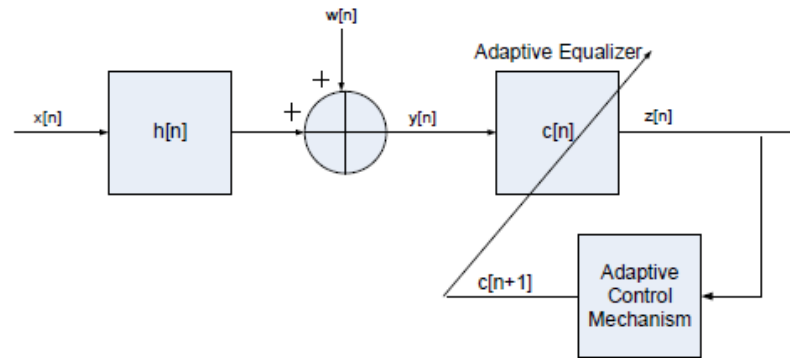 w[n]
Adaptive Equalizer
+
+
x[n]
h[n]
y[n]
c[n]
z[n]
c[n+1]
Adaptive
Control
Mechanism